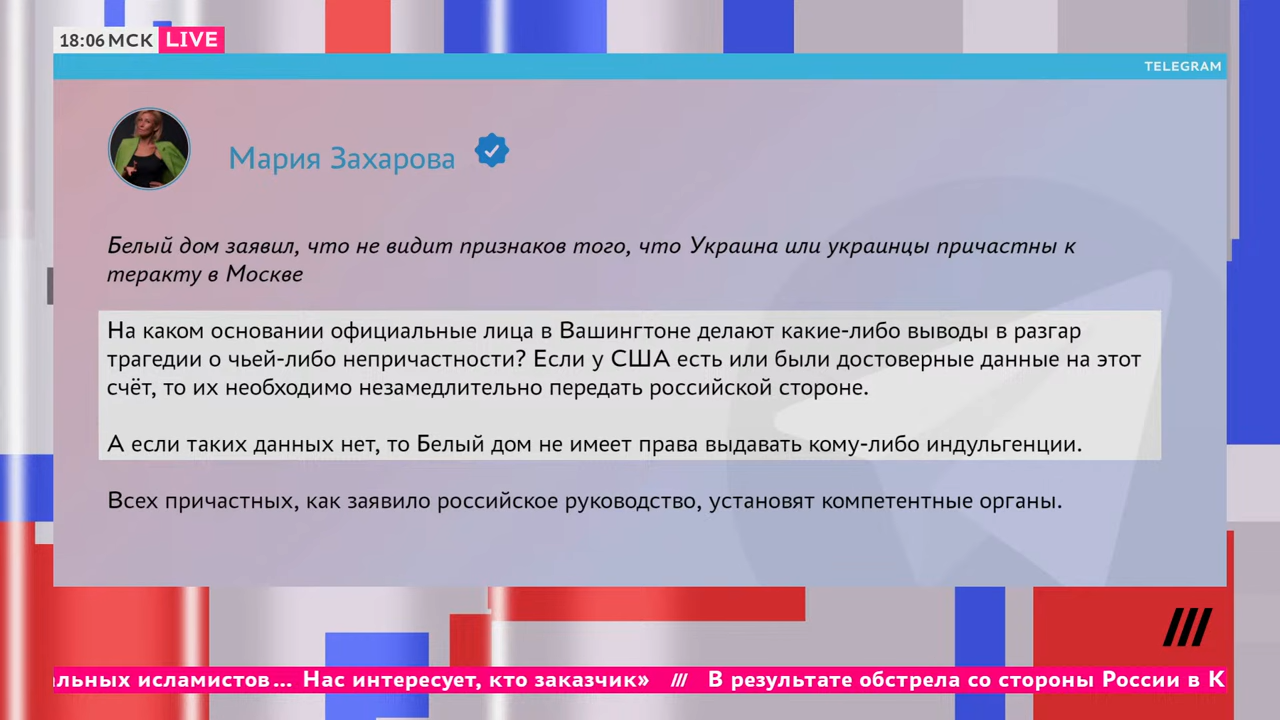 18:06 МСК LIVE
TELEGRAM
Мария Захарова
Белый дом заявил, что не видит признаков того, что Украина или украинцы причастны к
теракту в Москве
На каком основании официальные лица в Вашингтоне делают какие-либо выводы в разгар
трагедии о чьей-либо непричастности? Если у США есть или были достоверные данные на этот
счёт, то их необходимо незамедлительно передать российской стороне.
А если таких данных нет, то Белый дом не имеет права выдавать кому-либо индульгенции.
Всех причастных, как заявило российское руководство, установят компетентные органы.
альных исламистов... Нас интересует, кто заказчик» /// В результате обстрела со стороны России в К